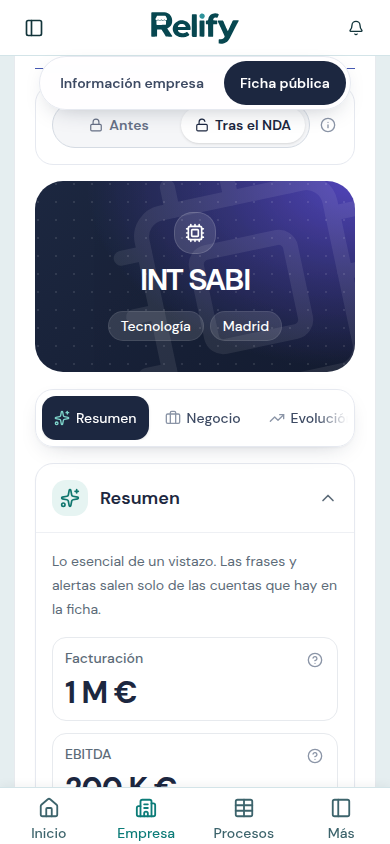 Relify
Información empresa
Ficha pública
Antes
Tras el NDA
INT SABI
Tecnología
Madrid
Resumen
Negocio
Evolución
Resumen
Lo esencial de un vistazo. Las frases y
alertas salen solo de las cuentas que hay en
la ficha.
Facturación
1 M €
EBITDA
200 K €
Inicio
Empresa
Procesos
Más